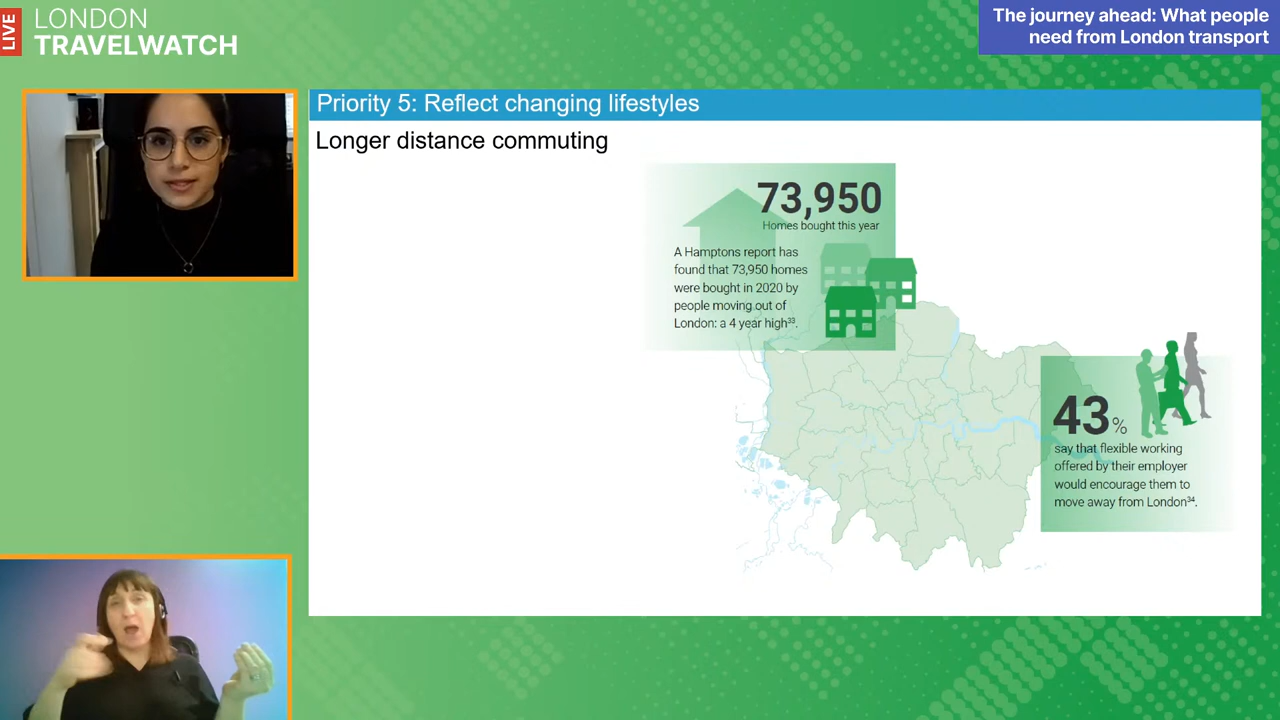 LIVE
LONDON
TRAVELWATCH
The journey ahead: What people
need from London transport
Priority 5: Reflect changing lifestyles
Longer distance commuting
73,950
Homes bought this year
A Hamptons report has
found that 73,950 homes
were bought in 2020 by
people moving out of
London: a 4 year high³³.
43%
say that flexible working
offered by their employer
would encourage them to
move away from London³⁴.